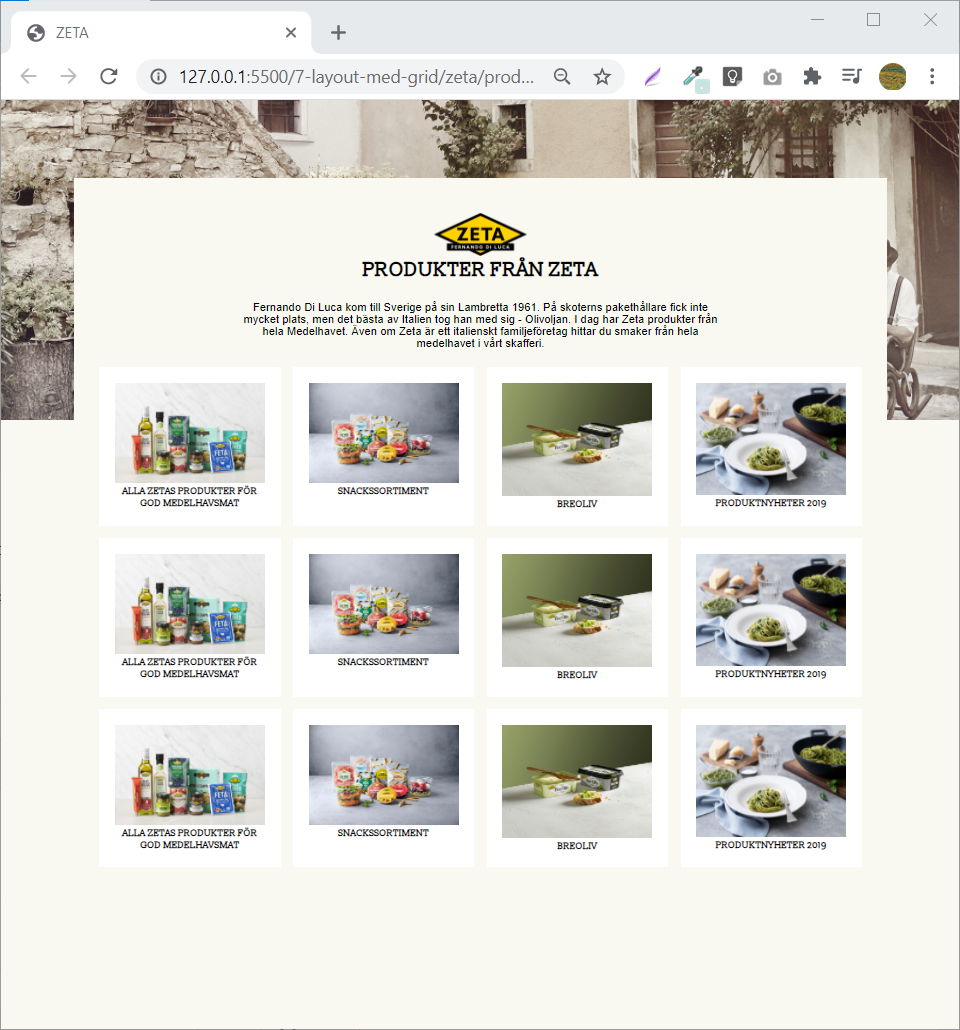 ZETA
127.0.0.1:5500/7-layout-med-grid/zeta/prod...
ZETA
FERNANDO DI LUCA
PRODUKTER FRÅN ZETA
Fernando Di Luca kom till Sverige på sin Lambretta 1961. På skoterns pakethållare fick inte
mycket plats, men det bästa av Italien tog han med sig - Olivoljan. I dag har Zeta produkter från
hela Medelhavet. Även om Zeta är ett italienskt familjeföretag hittar du smaker från hela
medelhavet i vårt skafferi.
FETA
ALLA ZETAS PRODUKTER FÖR
GOD MEDELHAVSMAT
SNACKSSORTIMENT
BREOLIV
PRODUKTNYHETER 2019
FETA
ALLA ZETAS PRODUKTER FÖR
GOD MEDELHAVSMAT
SNACKSSORTIMENT
BREOLIV
PRODUKTNYHETER 2019
FETA
ALLA ZETAS PRODUKTER FÖR
GOD MEDELHAVSMAT
SNACKSSORTIMENT
BREOLIV
PRODUKTNYHETER 2019